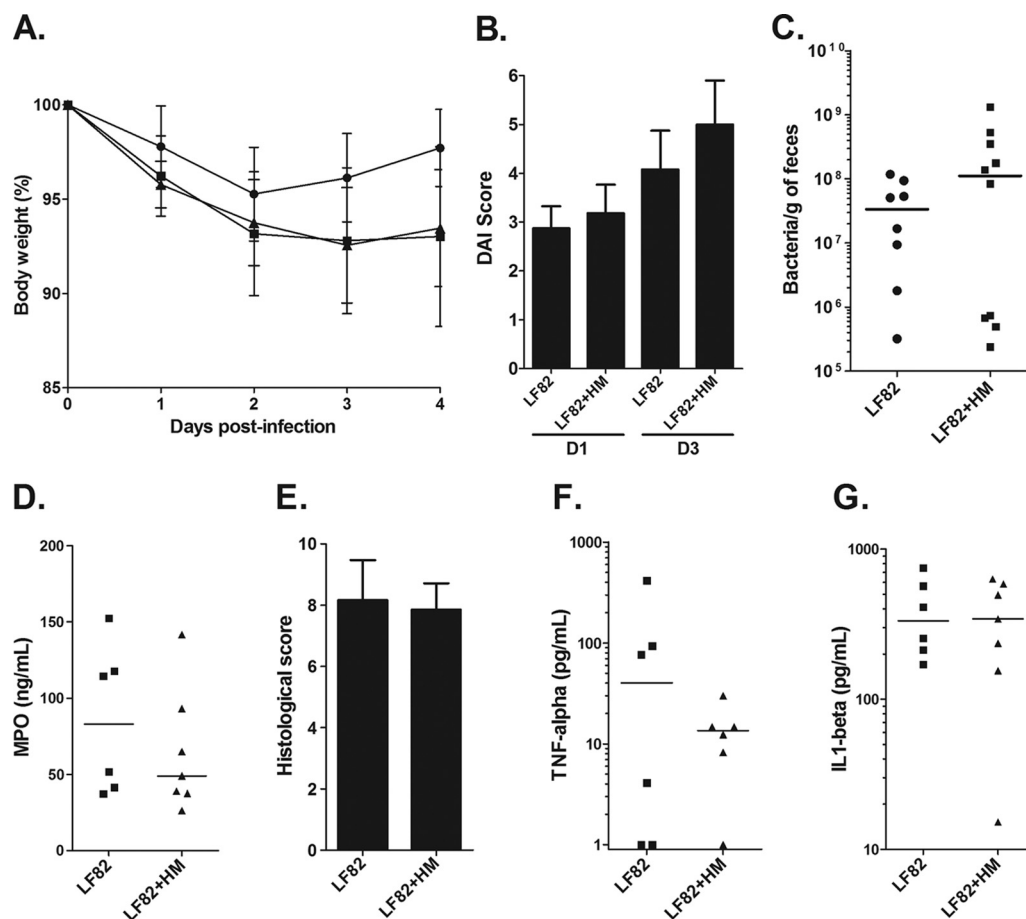 A.
Body weight (%)
100
95
90
85
0
1
2
3
4
Days post-infection
B.
DAI Score
6
5
4
3
2
1
0
LF82
LF82+HM
LF82
LF82+HM
D1
D3
C.
Bacteria/g of feces
10^10
10^9
10^8
10^7
10^6
10^5
LF82
LF82+HM
D.
MPO (ng/mL)
200
150
100
50
0
LF82
LF82+HM
E.
Histological score
10
8
6
4
2
0
LF82
LF82+HM
F.
TNF-alpha (pg/mL)
1000
100
10
1
LF82
LF82+HM
G.
IL1-beta (pg/mL)
1000
100
10
LF82
LF82+HM